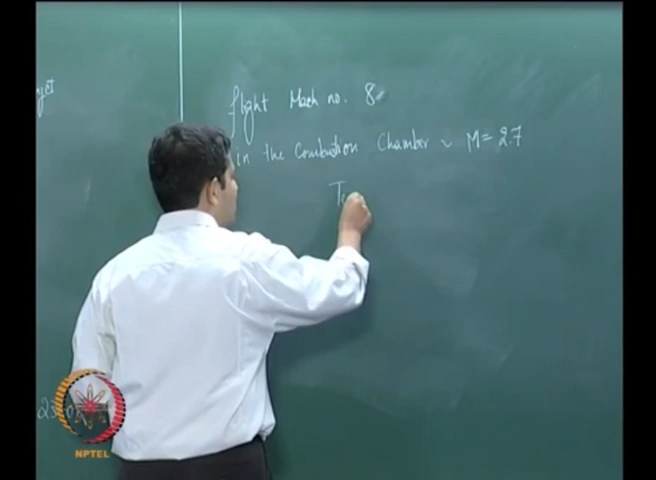 flight Mach no. 8
in the Combustion Chamber ~ M = 2.7
NPTEL